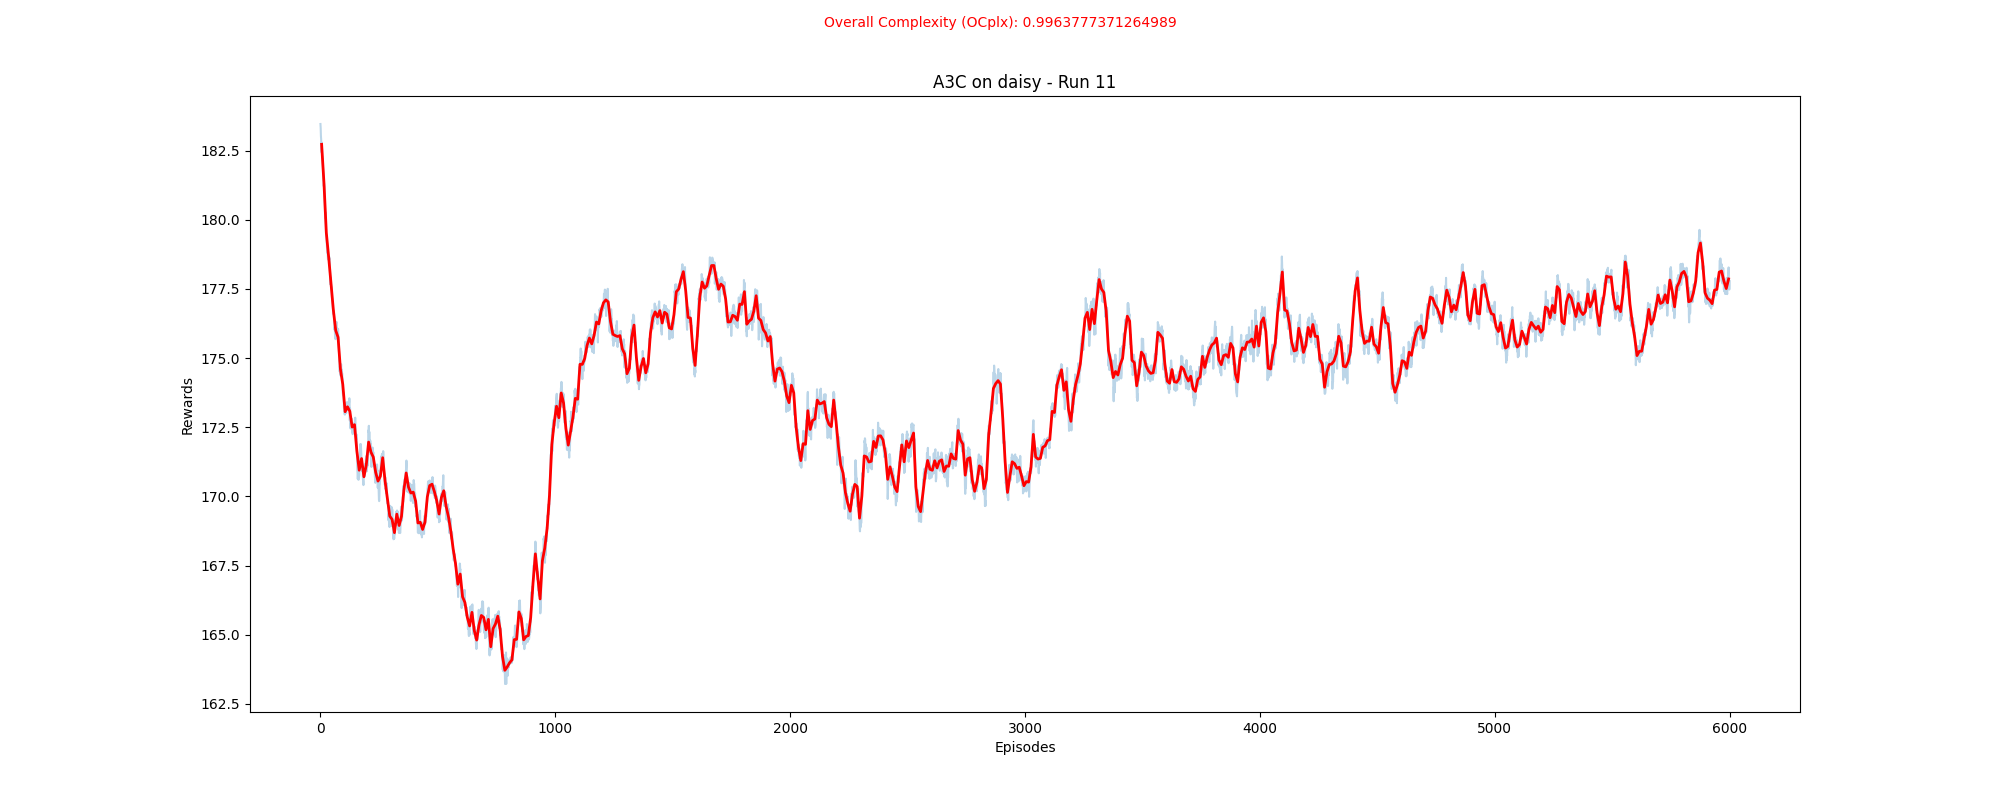 Overall Complexity (OCplx): 0.9963777371264989
A3C on daisy - Run 11
182.5
180.0
177.5
175.0
172.5
170.0
167.5
165.0
162.5
Rewards
0 1000 2000 3000 4000 5000 6000
Episodes